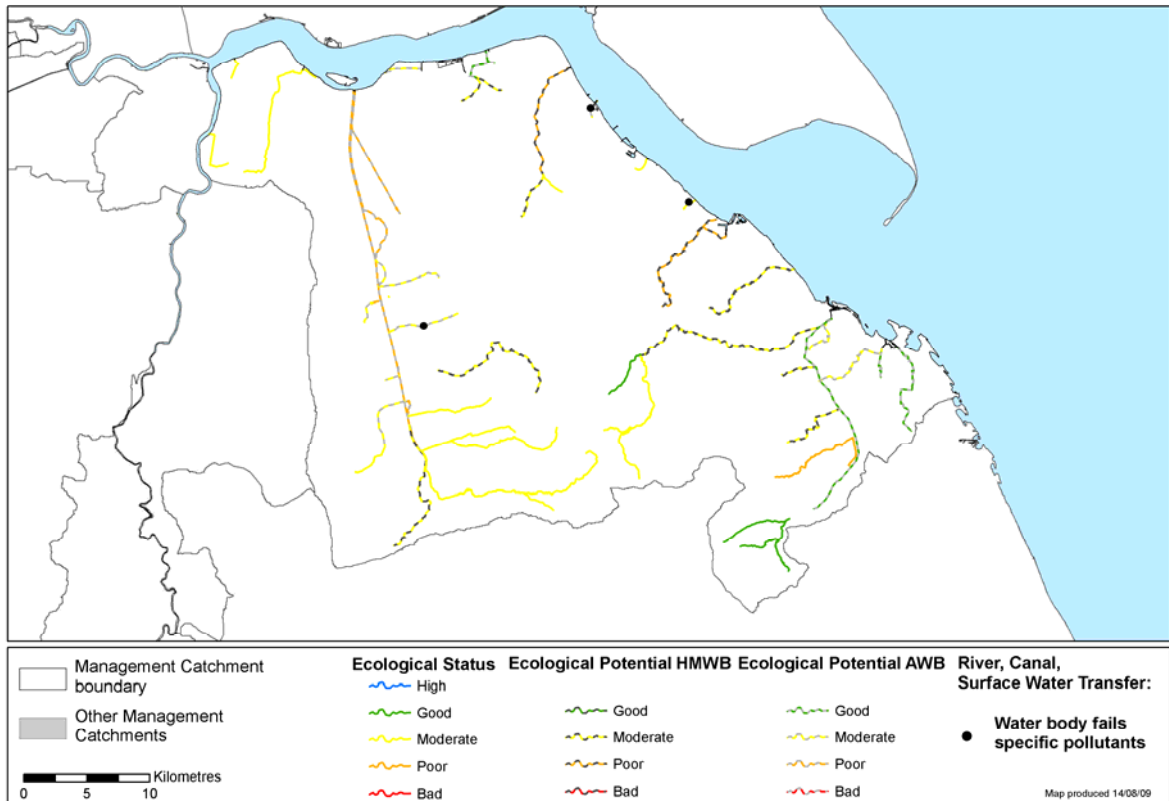 Management Catchment
boundary
Other Management
Catchments
0 5 10 Kilometres
Ecological Status
High
Good
Moderate
Poor
Bad
Ecological Potential HMWB
Good
Moderate
Poor
Bad
Ecological Potential AWB
Good
Moderate
Poor
Bad
River, Canal,
Surface Water Transfer:
Water body fails
specific pollutants
Map produced 14/08/09